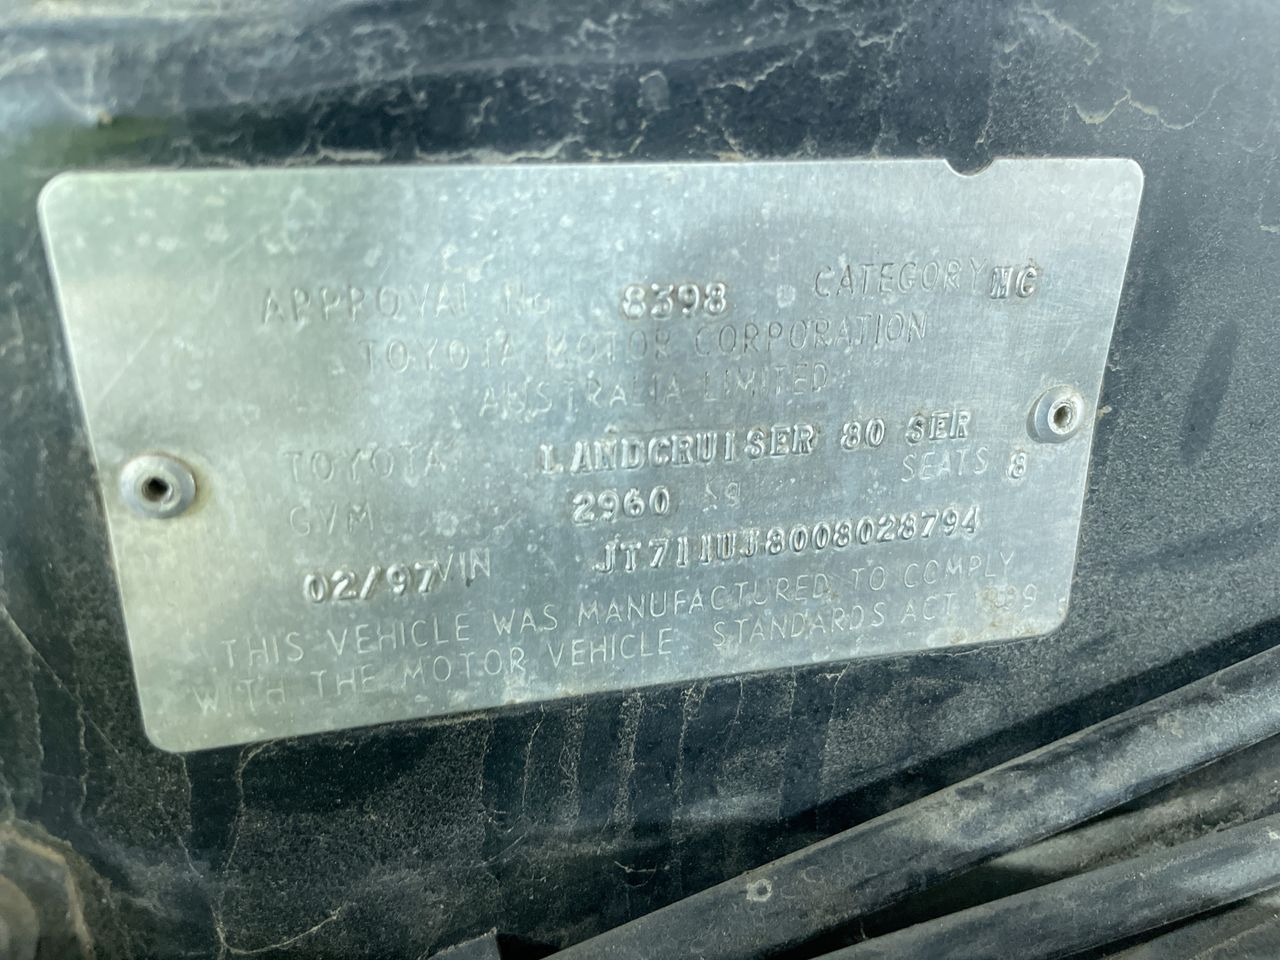 APPROVAL No 8398 CATEGORY MC
TOYOTA MOTOR CORPORATION
AUSTRALIA LIMITED
TOYOTA LANDCRUISER 80 SER
GVM 2960 Kg SEATS 8
02/97 VIN JT711UJ8008028794
THIS VEHICLE WAS MANUFACTURED TO COMPLY
WITH THE MOTOR VEHICLE STANDARDS ACT